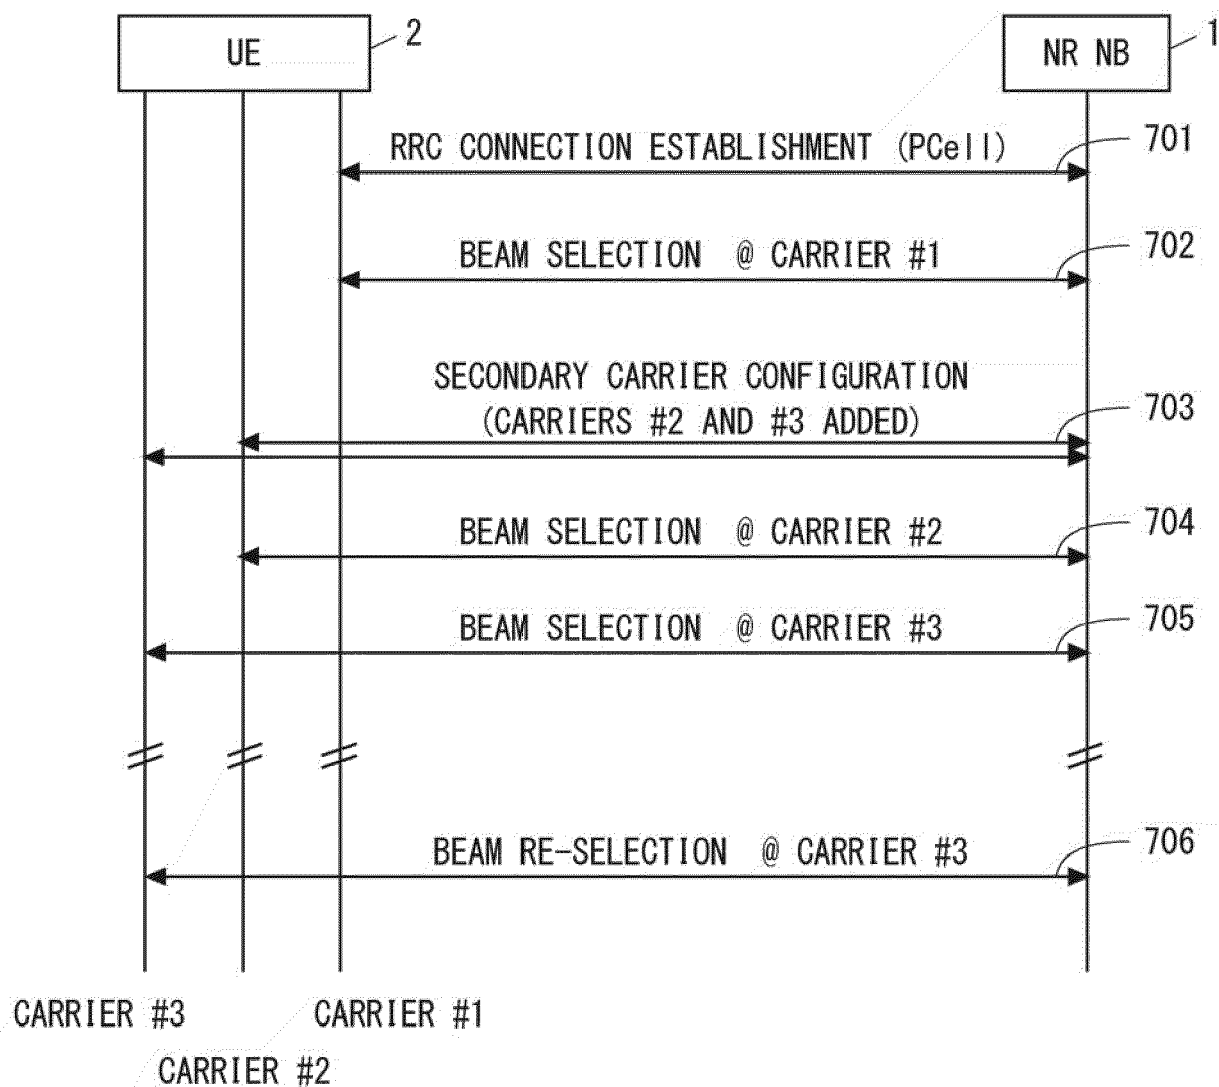 UE
2
NR NB
1
RRC CONNECTION ESTABLISHMENT (PCell)
701
BEAM SELECTION @ CARRIER #1
702
SECONDARY CARRIER CONFIGURATION
(CARRIERS #2 AND #3 ADDED)
703
BEAM SELECTION @ CARRIER #2
704
BEAM SELECTION @ CARRIER #3
705
BEAM RE-SELECTION @ CARRIER #3
706
CARRIER #3
CARRIER #1
CARRIER #2